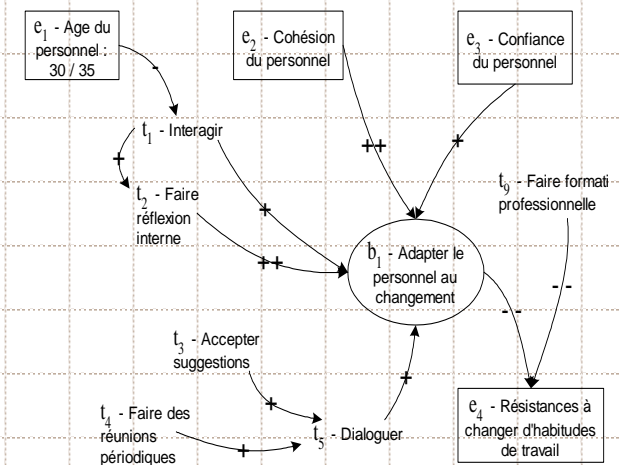 e1 - Age du
personnel :
30 / 35
e2 - Cohésion
du personnel
e3 - Confiance
du personnel
-
t1 - Interagir
++
+
+
t9 - Faire formati
professionnelle
t2 - Faire
réflexion
interne
+
++
b1 - Adapter le
personnel au
changement
- -
- -
t3 - Accepter
suggestions
+
+
t4 - Faire des
réunions
périodiques
+
t5 - Dialoguer
e4 - Résistances à
changer d'habitudes
de travail